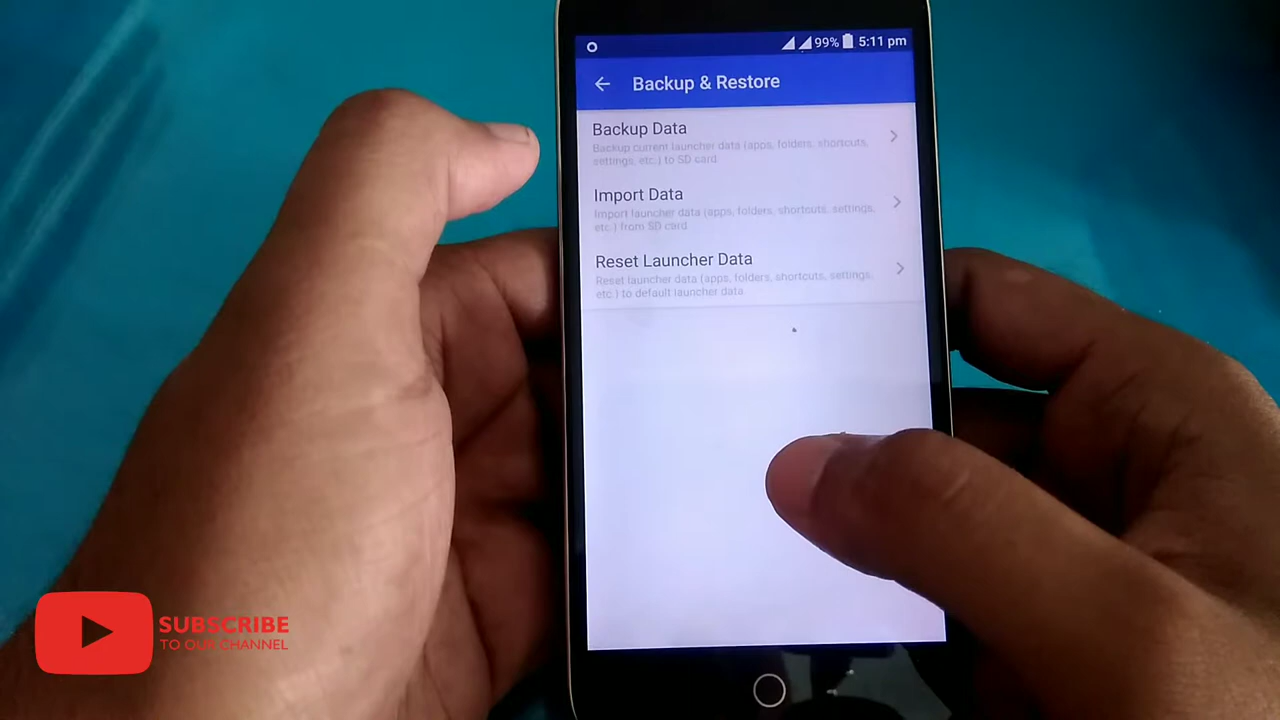 99% 5:11 pm
Backup & Restore
Backup Data
Backup current launcher data (apps, folders, shortcuts,
settings, etc.) to SD card
Import Data
Import launcher data (apps, folders, shortcuts, settings,
etc.) from SD card
Reset Launcher Data
Reset launcher data (apps, folders, shortcuts, settings,
etc.) to default launcher data
SUBSCRIBE
TO OUR CHANNEL